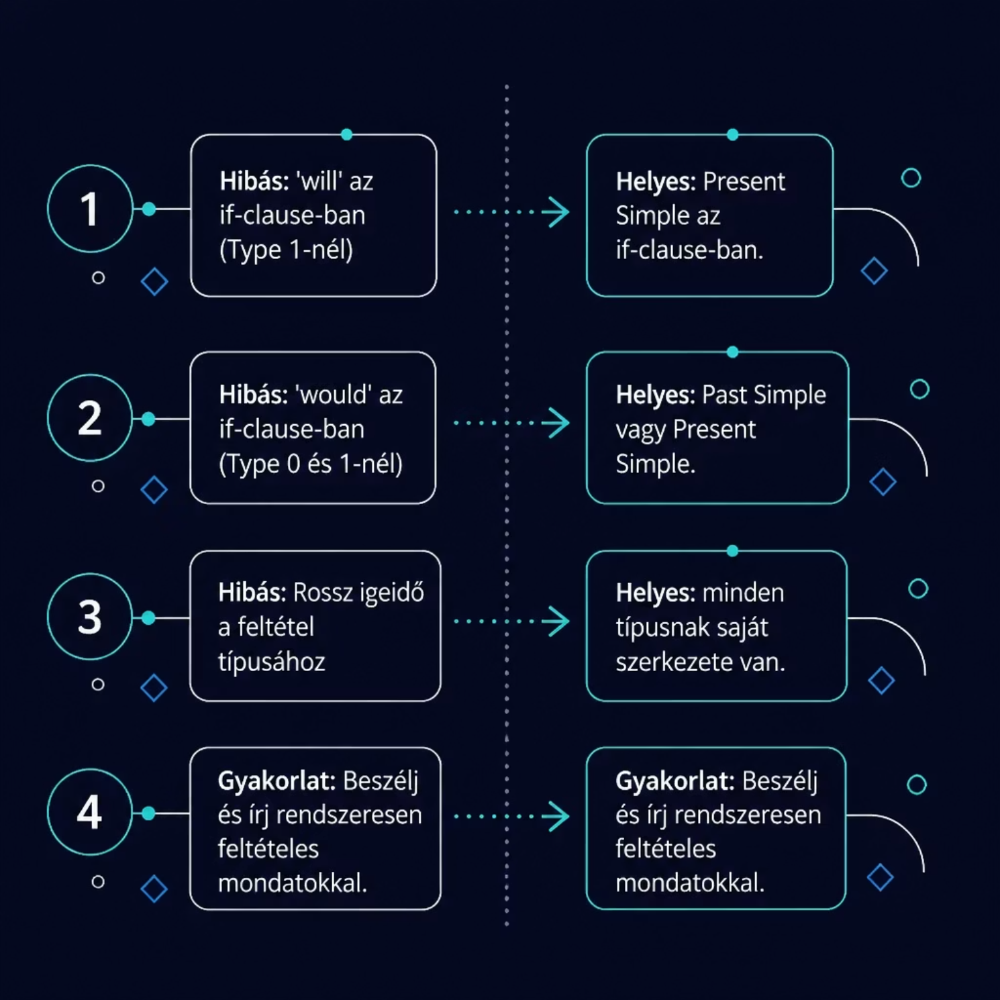 1
Hibás: 'will' az
if-clause-ban
(Type 1-nél)
Helyes: Present
Simple az
if-clause-ban.
2
Hibás: 'would' az
if-clause-ban
(Type 0 és 1-nél)
Helyes: Past Simple
vagy Present
Simple.
3
Hibás: Rossz igeidő
a feltétel
típusához
Helyes: minden
típusnak saját
szerkezete van.
4
Gyakorlat: Beszélj
és írj rendszeresen
feltételes
mondatokkal.
Gyakorlat: Beszélj
és írj rendszeresen
feltételes
mondatokkal.